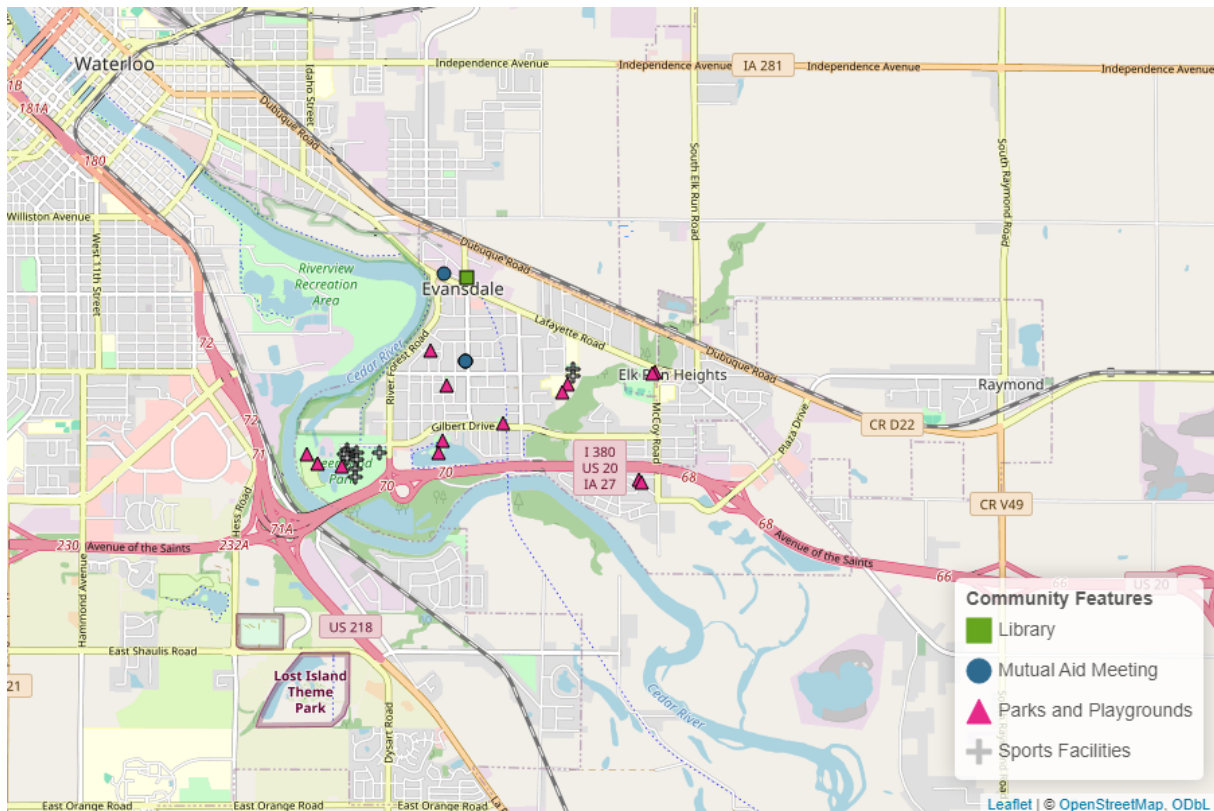 Waterloo
Independence Avenue
Independence Avenue
IA 281
Independence Avenue
Independence Avenue
1B
181A
Idaho Street
Dubuque Road
180
South Elk Run Road
South Raymond Road
Williston Avenue
West 11th Street
Riverview
Recreation
Area
Dubuque Road
Evansdale
Lafayette Road
72
Cedar River
River Forest Road
Dubuque Road
Elk Run Heights
Raymond
72
McCoy Road
Plaza Drive
CR D22
Gilbert Drive
71
I 380
US 20
IA 27
70
70
68
Hess Road
CR V49
71A
68
230
Avenue of the Saints
232A
Avenue of the Saints
66
66
US 20
Hammond Avenue
US 218
East Shaulis Road
Lost Island
Theme
Park
21
Cedar River
Dysart Road
East Orange Road
East Orange Road
East Orange Road
Community Features
Library
Mutual Aid Meeting
Parks and Playgrounds
Sports Facilities
Leaflet | © OpenStreetMap, ODbL